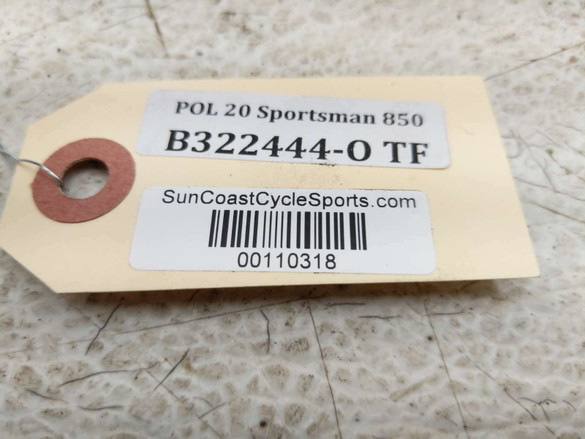 POL 20 Sportsman 850
B322444-O TF
SunCoastCycleSports.com
00110318